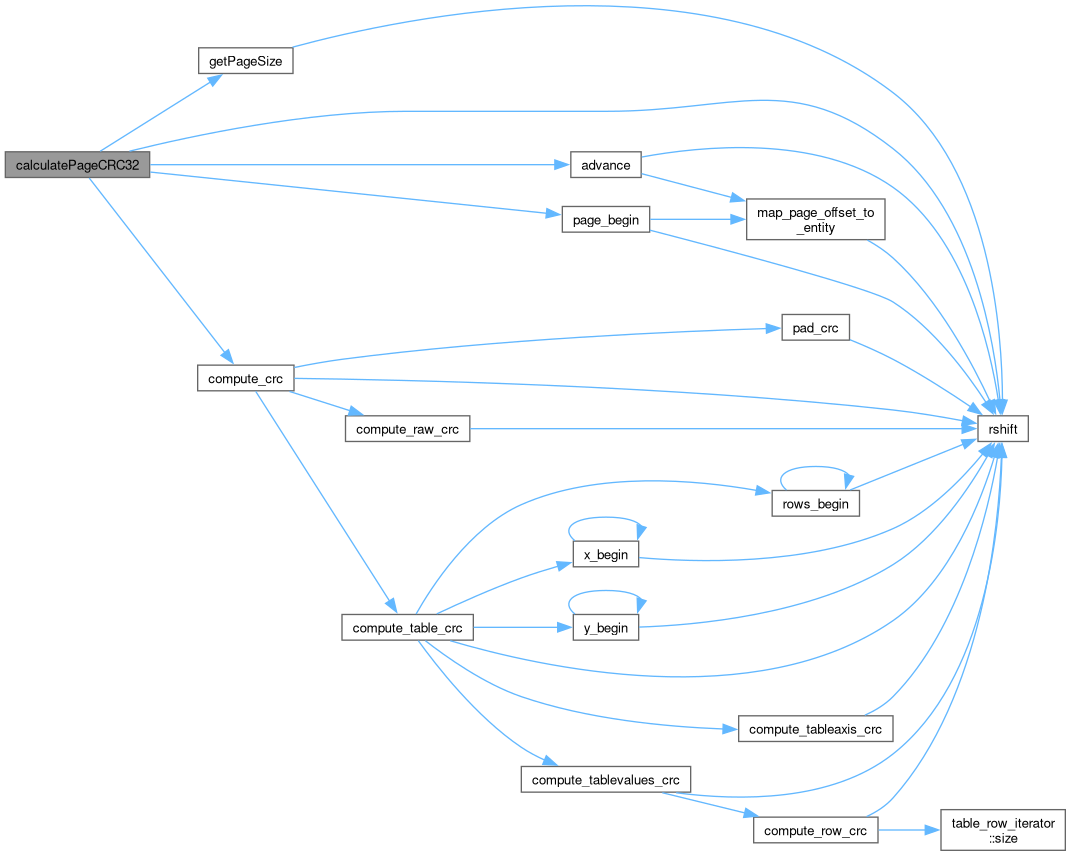 getPageSize
calculatePageCRC32
advance
page_begin
map_page_offset_to
_entity
pad_crc
compute_crc
compute_raw_crc
rshift
rows_begin
x_begin
y_begin
compute_table_crc
compute_tableaxis_crc
compute_tablevalues_crc
compute_row_crc
table_row_iterator
::size